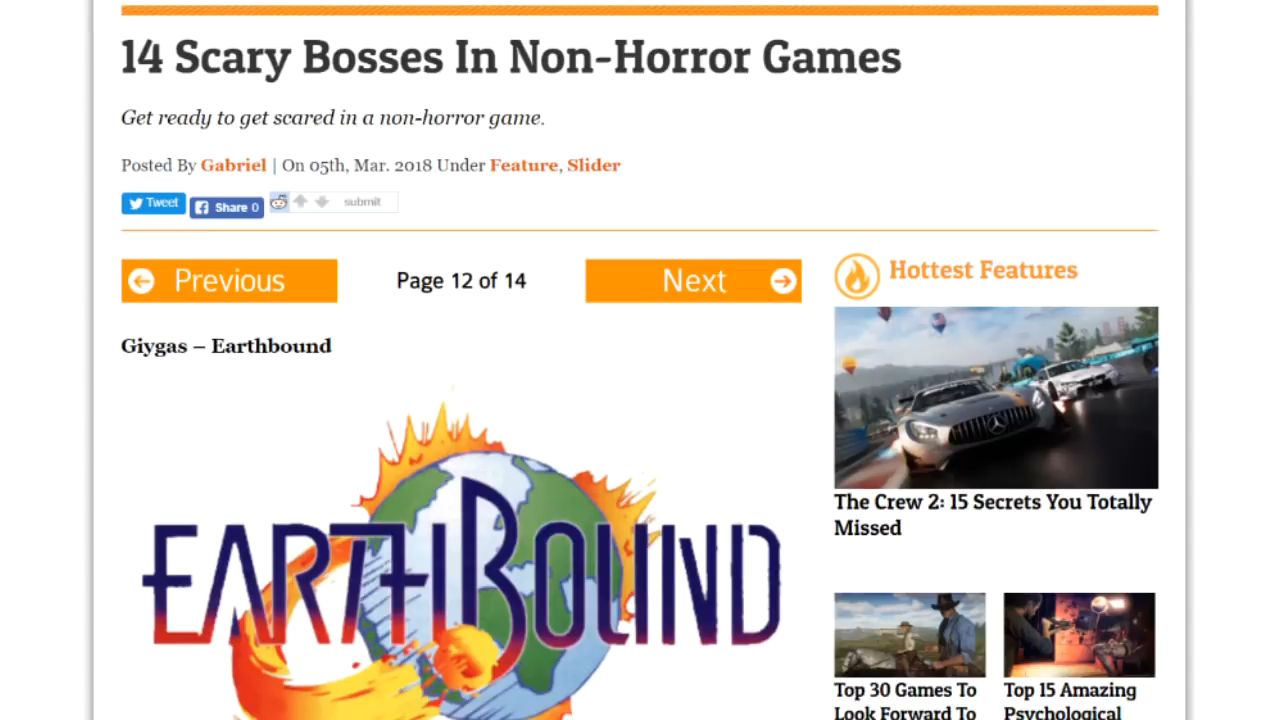 14 Scary Bosses In Non-Horror Games
Get ready to get scared in a non-horror game.
Posted By Gabriel | On 05th, Mar. 2018 Under Feature, Slider
Tweet
Share 0
submit
Previous
Page 12 of 14
Next
Hottest Features
Giygas – Earthbound
EARTHBOUND
The Crew 2: 15 Secrets You Totally
Missed
Top 30 Games To
Look Forward To
Top 15 Amazing
Psychological